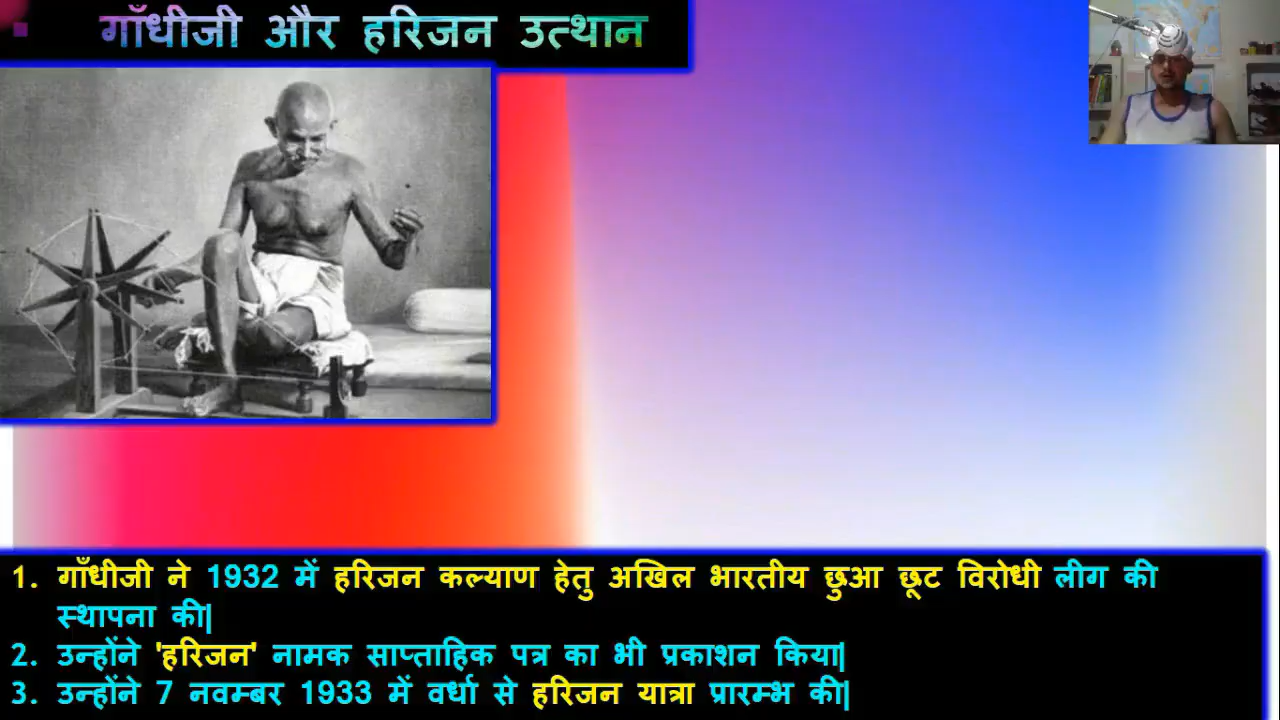 ▪ गाँधीजी और हरिजन उत्थान
1. गाँधीजी ने 1932 में हरिजन कल्याण हेतु अखिल भारतीय छुआ छूट विरोधी लीग की
स्थापना की|
2. उन्होंने 'हरिजन' नामक साप्ताहिक पत्र का भी प्रकाशन किया|
3. उन्होंने 7 नवम्बर 1933 में वर्धा से हरिजन यात्रा प्रारम्भ की|